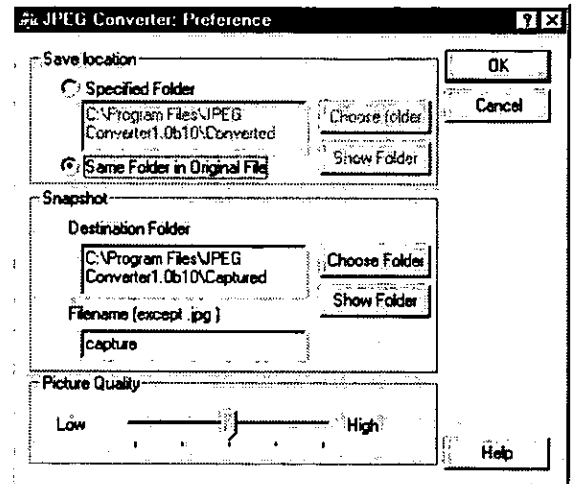 JPEG Converter: Preference
Save location
OK
Specified Folder
Cancel
C:\Program Files\JPEG
Converter1.0b10\Converted
Choose folder
Show Folder
Same Folder in Original File
Snapshot
Destination Folder
C:\Program Files\JPEG
Converter1.0b10\Captured
Choose Folder
Show Folder
Filename (except .jpg )
capture
Picture Quality
Low
High
Help